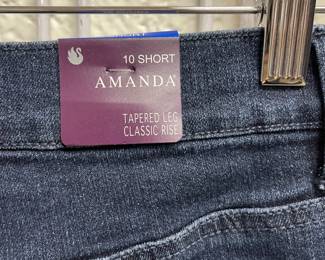 10 SHORT
AMANDA
TAPERED LEG
CLASSIC RISE